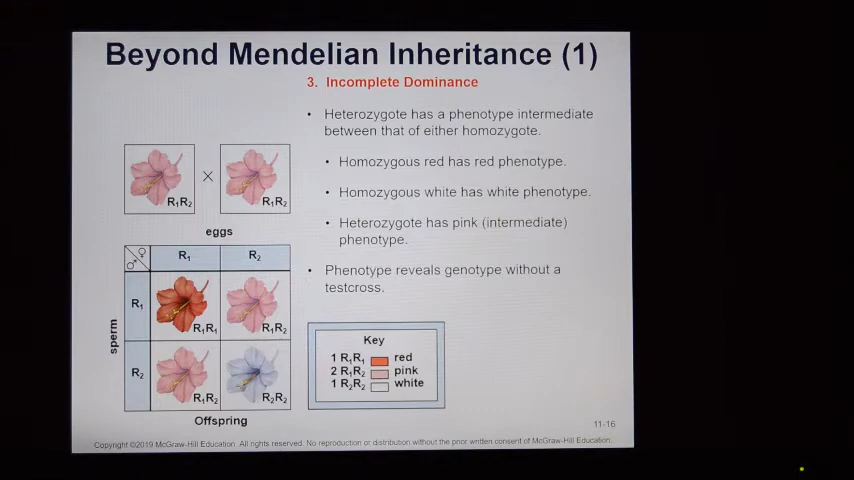 Beyond Mendelian Inheritance (1)
3. Incomplete Dominance
• Heterozygote has a phenotype intermediate
between that of either homozygote.
• Homozygous red has red phenotype.
• Homozygous white has white phenotype.
• Heterozygote has pink (intermediate)
phenotype.
• Phenotype reveals genotype without a
testcross.
R₁R₂ × R₁R₂
eggs
♂ ♀ R₁ R₂
sperm
R₁ R₁R₁ R₁R₂
R₂ R₁R₂ R₂R₂
Offspring
Key
1 R₁R₁ red
2 R₁R₂ pink
1 R₂R₂ white
11-16
Copyright ©2019 McGraw-Hill Education. All rights reserved. No reproduction or distribution without the prior written consent of McGraw-Hill Education.